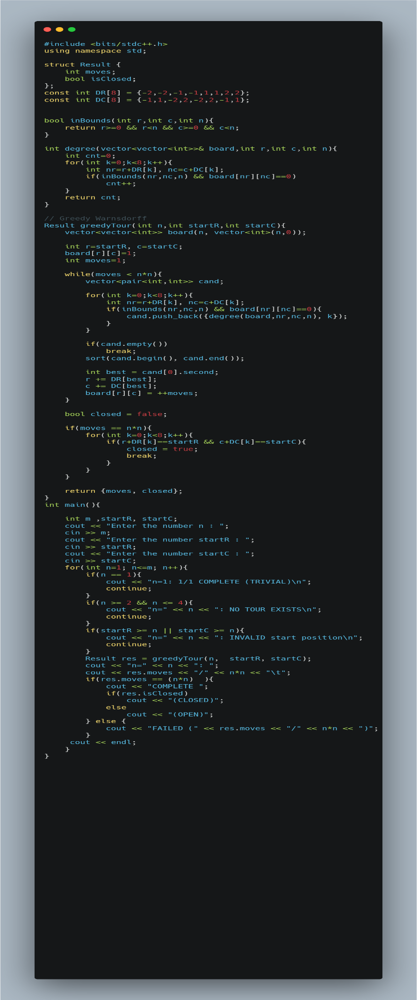 #include <bits/stdc++.h>
using namespace std;

struct Result {
    int moves;
    bool isClosed;
};
const int DR[8] = {-2,-2,-1,-1,1,1,2,2};
const int DC[8] = {-1,1,-2,2,-2,2,-1,1};


bool inBounds(int r,int c,int n){
    return r>=0 && r<n && c>=0 && c<n;
}

int degree(vector<vector<int>>& board,int r,int c,int n){
    int cnt=0;
    for(int k=0;k<8;k++){
        int nr=r+DR[k], nc=c+DC[k];
        if(inBounds(nr,nc,n) && board[nr][nc]==0)
            cnt++;
    }
    return cnt;
}

// Greedy Warnsdorff
Result greedyTour(int n,int startR,int startC){
    vector<vector<int>> board(n, vector<int>(n,0));

    int r=startR, c=startC;
    board[r][c]=1;
    int moves=1;

    while(moves < n*n){
        vector<pair<int,int>> cand;

        for(int k=0;k<8;k++){
            int nr=r+DR[k], nc=c+DC[k];
            if(inBounds(nr,nc,n) && board[nr][nc]==0){
                cand.push_back({degree(board,nr,nc,n), k});
            }
        }

        if(cand.empty())
            break;
        sort(cand.begin(), cand.end());

        int best = cand[0].second;
        r += DR[best];
        c += DC[best];
        board[r][c] = ++moves;
    }

    bool closed = false;

    if(moves == n*n){
        for(int k=0;k<8;k++){
            if(r+DR[k]==startR && c+DC[k]==startC){
                closed = true;
                break;
            }
        }
    }

    return {moves, closed};
}
int main(){

    int m ,startR, startC;
    cout << "Enter the number n : ";
    cin >> m;
    cout << "Enter the number startR : ";
    cin >> startR;
    cout << "Enter the number startC : ";
    cin >> startC;
    for(int n=1; n<=m; n++){
        if(n == 1){
            cout << "n=1: 1/1 COMPLETE (TRIVIAL)\n";
            continue;
        }
        if(n >= 2 && n <= 4){
            cout << "n=" << n << ": NO TOUR EXISTS\n";
            continue;
        }
        if(startR >= n || startC >= n){
            cout << "n=" << n << ": INVALID start position\n";
            continue;
        }
        Result res = greedyTour(n,  startR, startC);
        cout << "n=" << n << ": ";
        cout << res.moves << "/" << n*n << "\t";
        if(res.moves == (n*n)  ){
            cout << "COMPLETE ";
            if(res.isClosed)
                cout << "(CLOSED)";
            else
                cout << "(OPEN)";
        } else {
            cout << "FAILED (" << res.moves << "/" << n*n << ")";
        }
     cout << endl;
    }
}